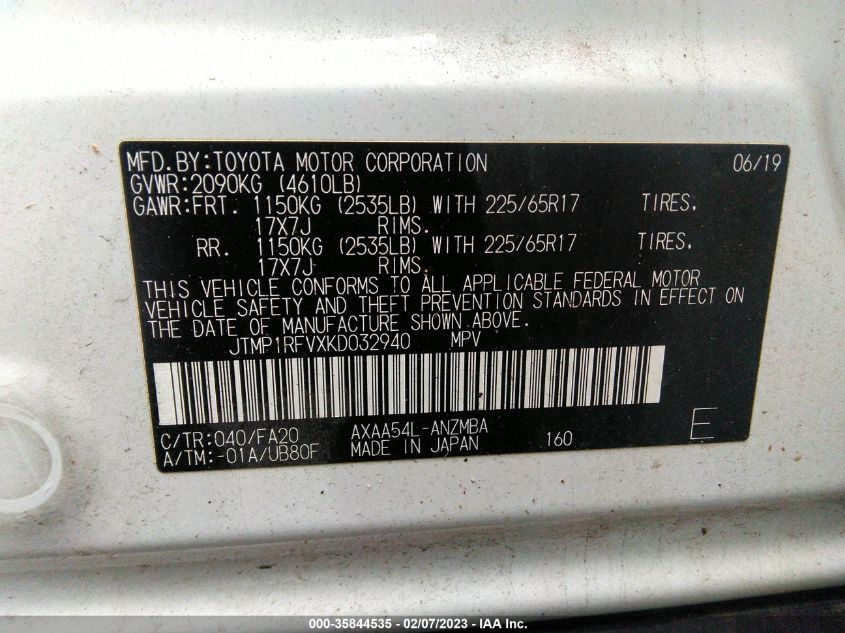 MFD.BY:TOYOTA MOTOR CORPORATION 06/19
GVWR:2090KG (4610LB)
GAWR:FRT. 1150KG (2535LB) WITH 225/65R17 TIRES.
17X7J RIMS.
RR. 1150KG (2535LB) WITH 225/65R17 TIRES.
17X7J RIMS.
THIS VEHICLE CONFORMS TO ALL APPLICABLE FEDERAL MOTOR
VEHICLE SAFETY AND THEFT PREVENTION STANDARDS IN EFFECT ON
THE DATE OF MANUFACTURE SHOWN ABOVE.
JTMP1RFVXKD032940 MPV
C/TR:040/FA20 AXAA54L-ANZMBA
A/TM:-01A/UB80F MADE IN JAPAN 160 E
000-35844535 - 02/07/2023 - IAA Inc.